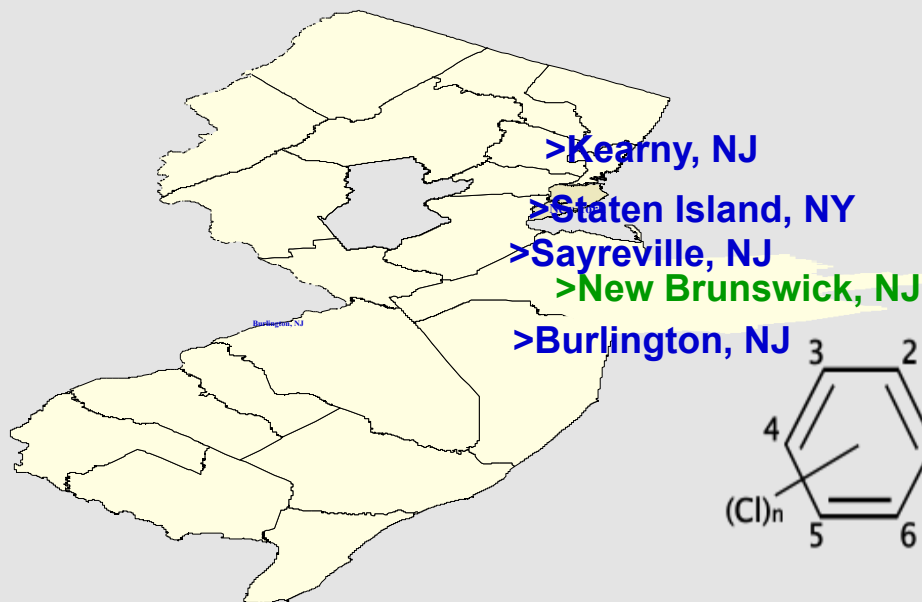 >Kearny, NJ
>Staten Island, NY
>Sayreville, NJ
>New Brunswick, NJ
Burlington, NJ
>Burlington, NJ
3
2
4
(Cl)n
5
6